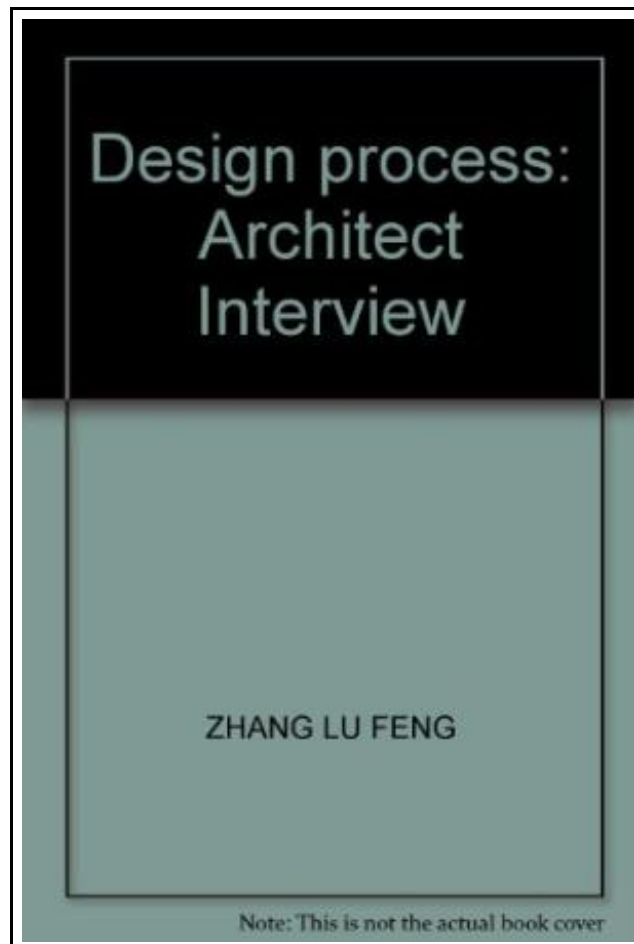 Design process:
Architect
Interview
ZHANG LU FENG
Note: This is not the actual book cover